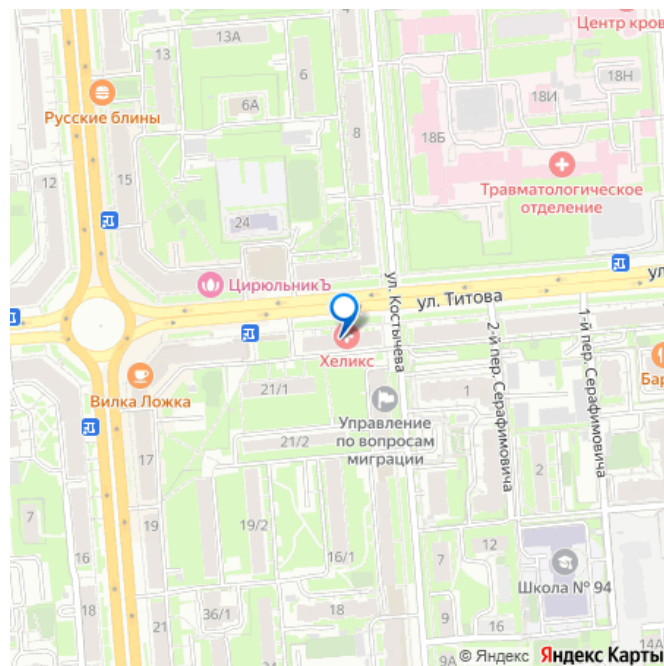 Центр кров
13А
18Н
6
Русские блины
6А
18И
8
18Б
15
12
Травматологическое
отделение
24
ЦирюльникЪ
ул. Костычева
ул. Титова
ул.
2-й пер. Серафимовича
1-й пер. Серафимовича
Хеликс
Вилка Ложка
21/1
Бар
1
Управление
по вопросам
миграции
21/2
17
2
7
19
19/2
16
16/1
7
12
Школа № 94
18
21
36/1
18
9
16
9А
14А
© Яндекс Яндекс Карты